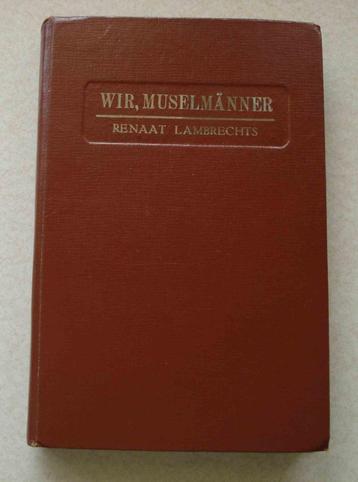 WIR, MUSELMÄNNER
RENAAT LAMBRECHTS